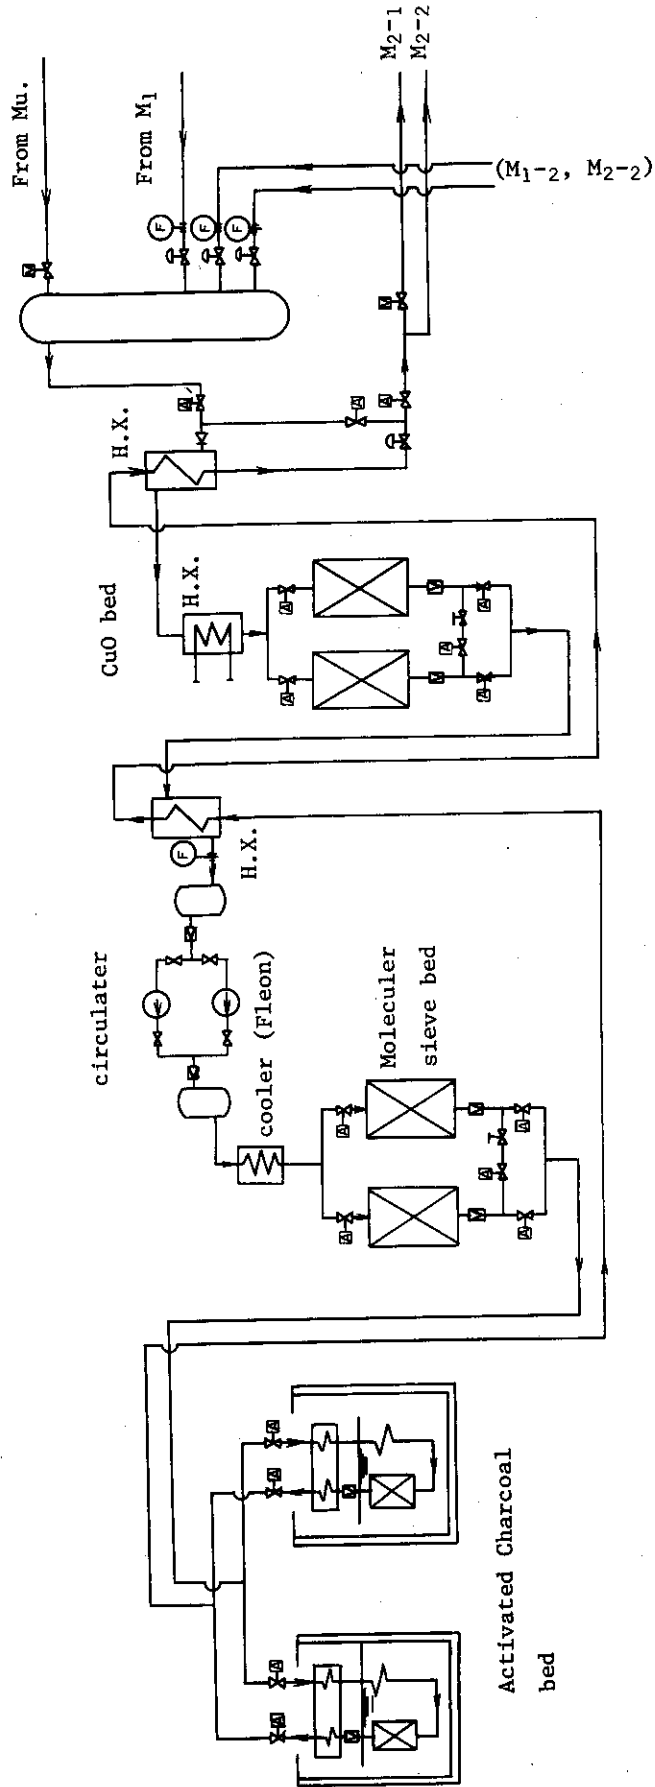 From Mu.
From M1
M2-1
M2-2
(M1-2, M2-2)
F
F
F
M
M
A
A
A
H.X.
CuO bed
H.X.
A
A
M
M
A
A
A
H.X.
F
circulater
M
M
cooler (Fleon)
Moleculer
sieve bed
A
A
M
M
A
A
A
A
A
M
A
A
M
Activated Charcoal
bed